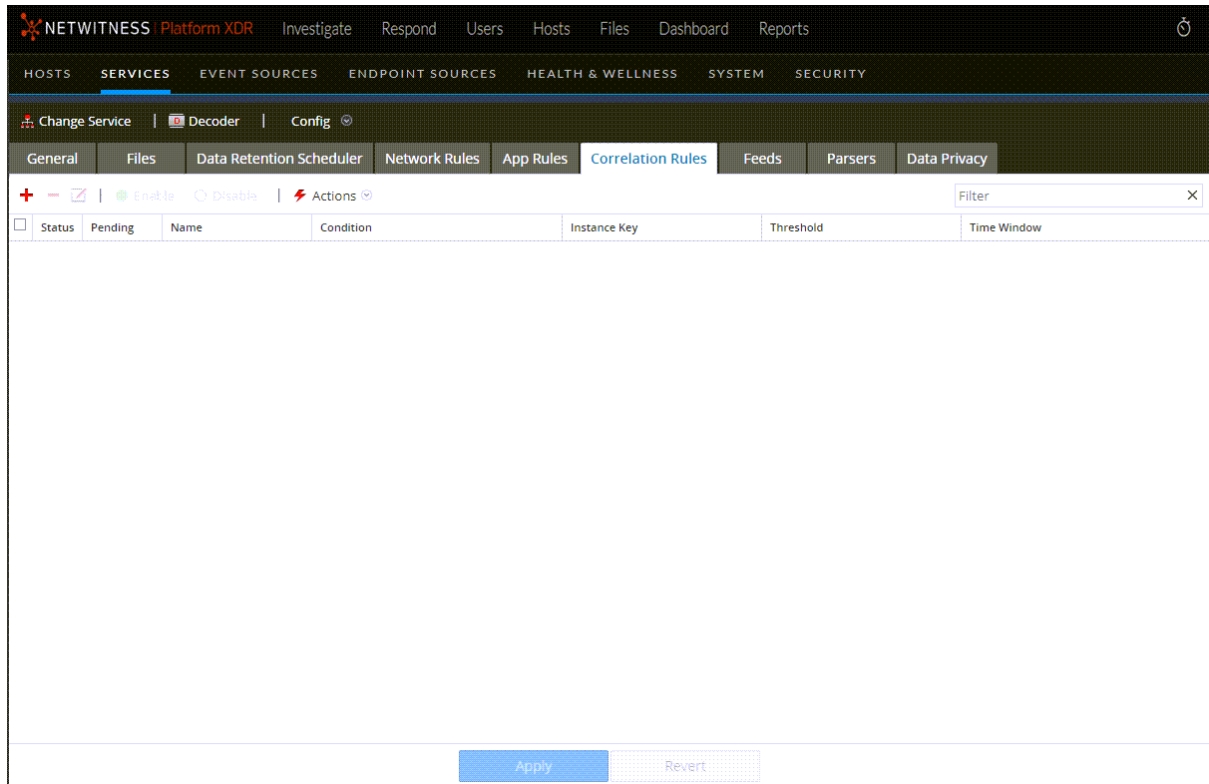 NETWITNESS Platform XDR Investigate Respond Users Hosts Files Dashboard Reports
HOSTS SERVICES EVENT SOURCES ENDPOINT SOURCES HEALTH & WELLNESS SYSTEM SECURITY
Change Service | D Decoder | Config
General Files Data Retention Scheduler Network Rules App Rules Correlation Rules Feeds Parsers Data Privacy
Enable Disable | Actions Filter
Status Pending Name Condition Instance Key Threshold Time Window
Apply Revert